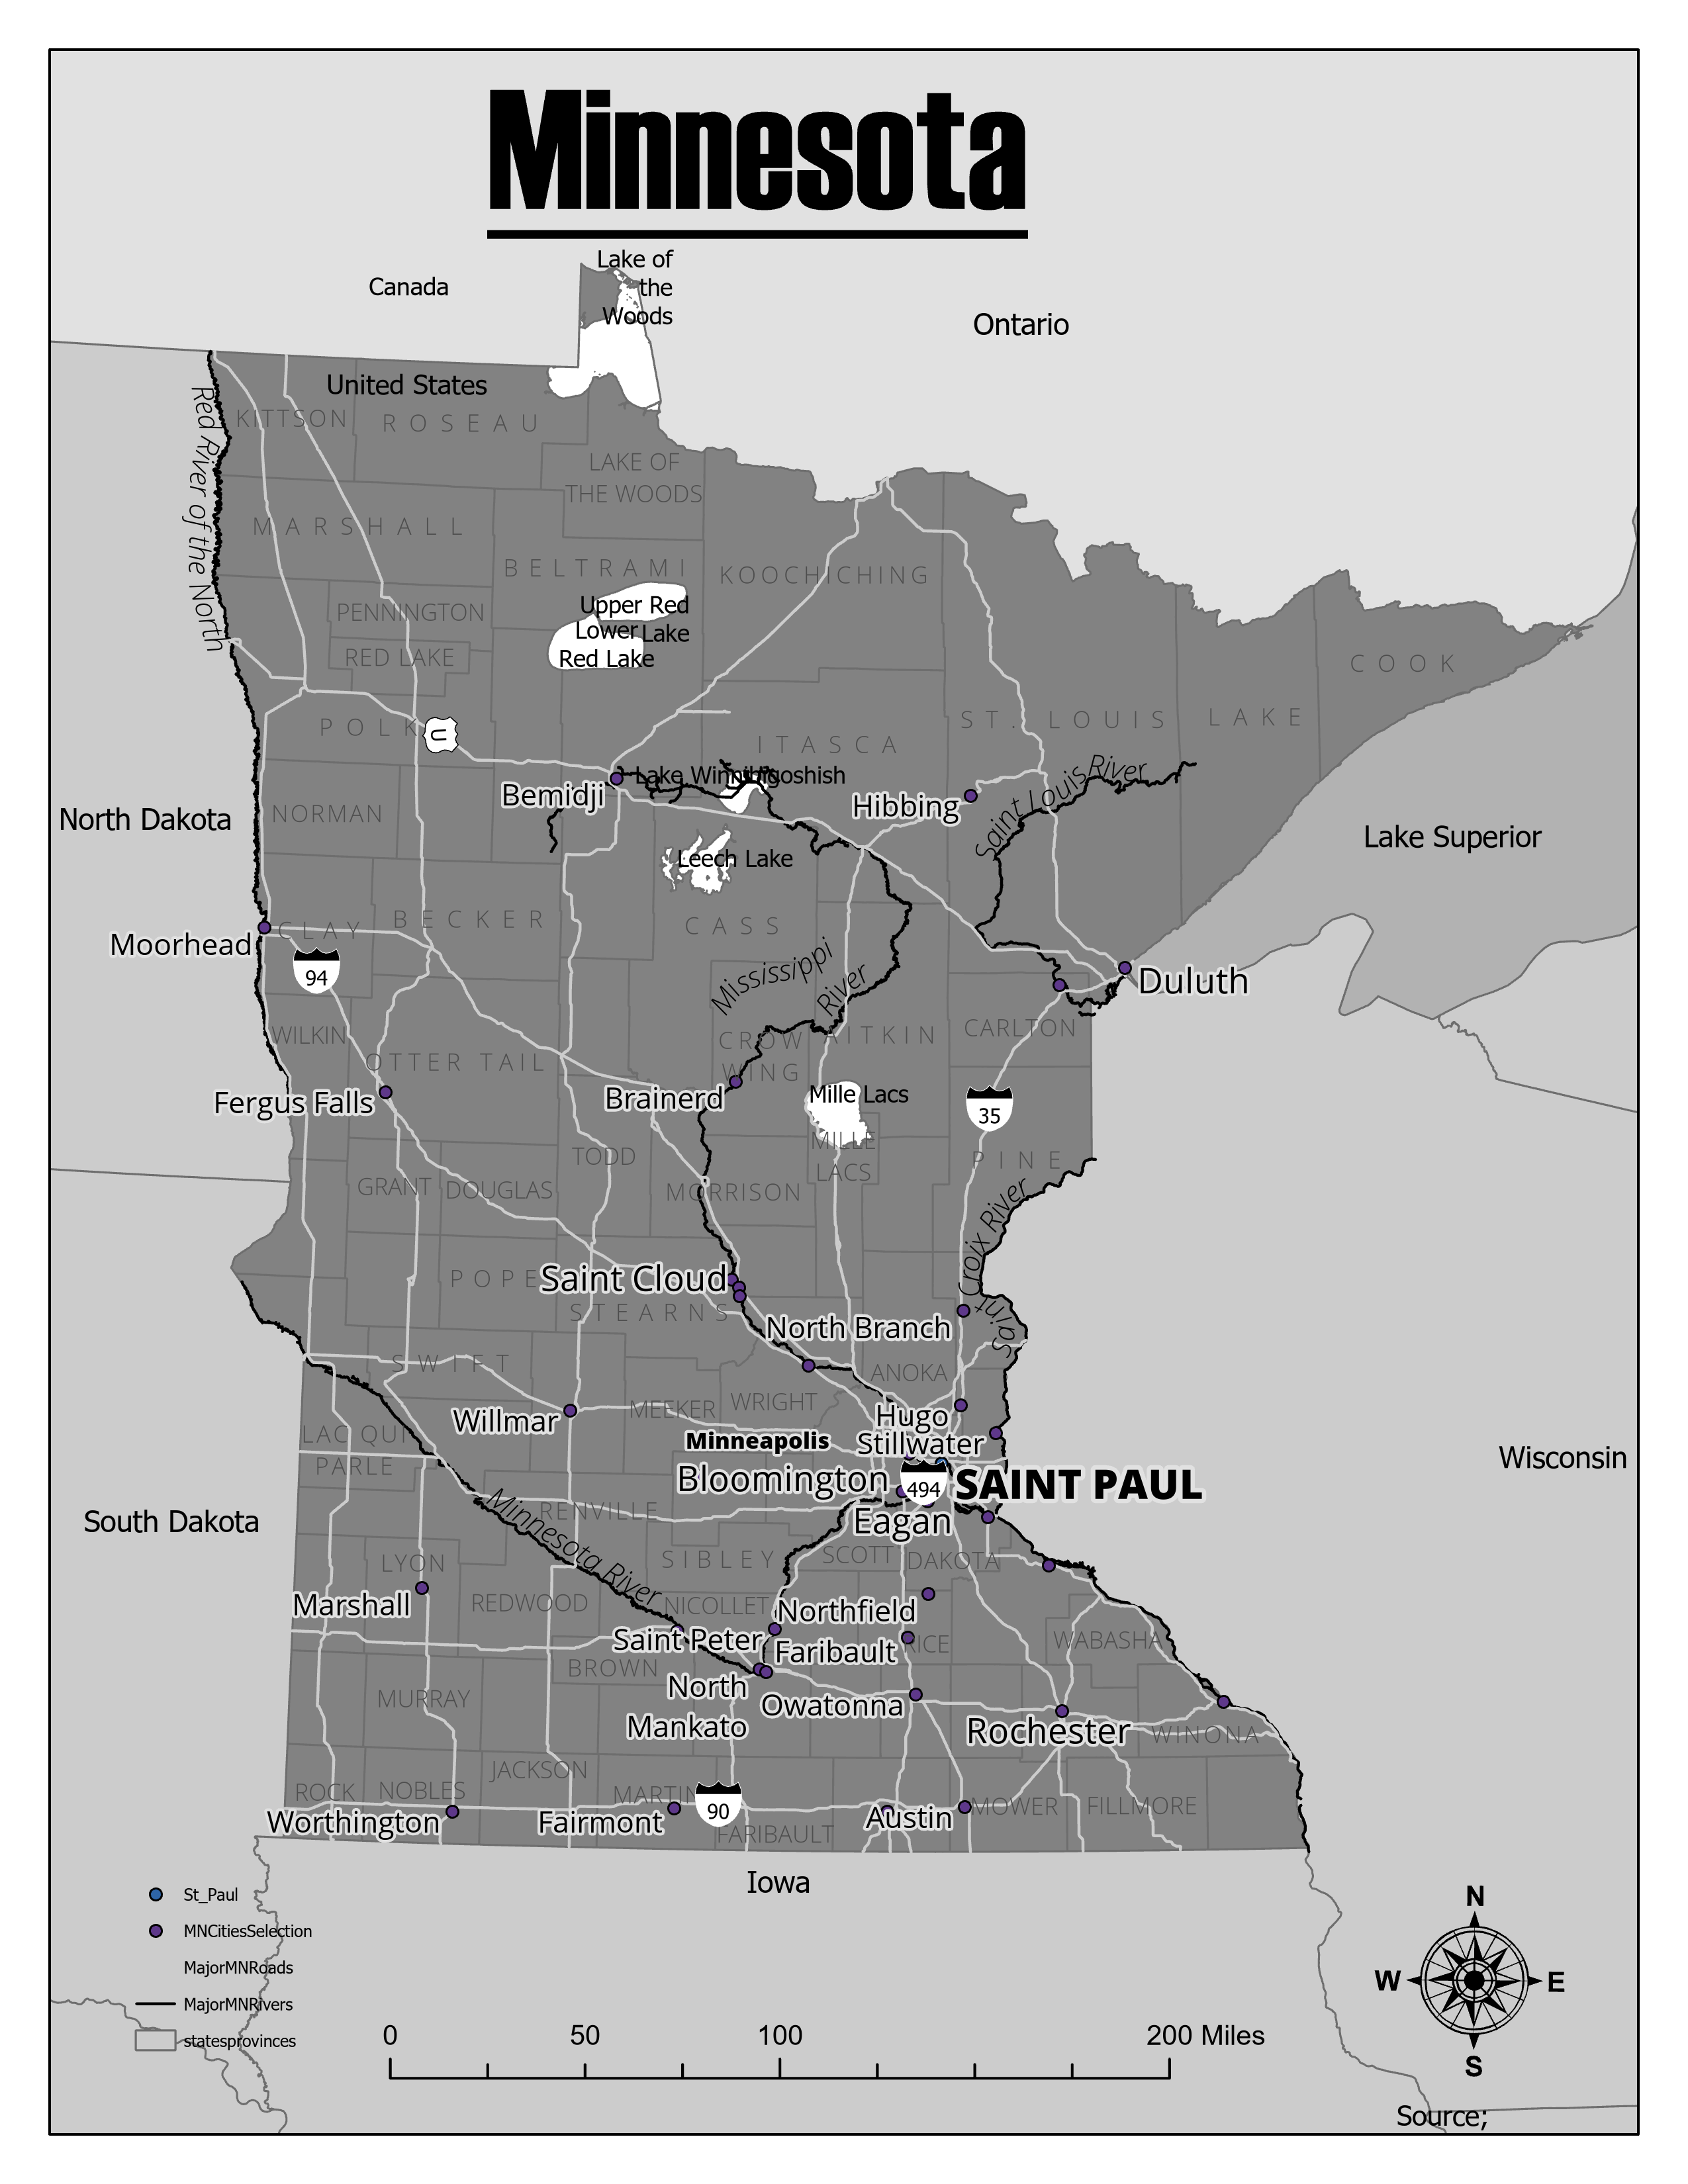 Minnesota
Lake of
the
Woods
Canada
Ontario
United States
Red River of the North
KITTSON
ROSEAU
LAKE OF
THE WOODS
MARSHALL
BELTRAMI
KOOCHICHING
PENNINGTON
Upper Red
Lake
Lower
Red Lake
RED LAKE
COOK
POLK
U
ITASCA
ST. LOUIS
LAKE
Lake Winnibigoshish
Saint Louis River
Bemidji
Hibbing
NORMAN
North Dakota
Lake Superior
Leech Lake
CLAY
BECKER
CASS
Moorhead
94
Mississippi
River
Duluth
WILKIN
OTTER TAIL
CROW
WING
AITKIN
CARLTON
Fergus Falls
Brainerd
Mille Lacs
35
MILLE
LACS
TODD
PINE
GRANT
DOUGLAS
MORRISON
Saint Croix River
POPE
Saint Cloud
STEARNS
North Branch
SWIFT
ANOKA
MEEKER
WRIGHT
Willmar
Hugo
LAC QUI
PARLE
Minneapolis
Stillwater
Wisconsin
Bloomington
494
SAINT PAUL
Minnesota River
RENVILLE
Eagan
South Dakota
LYON
SIBLEY
SCOTT
DAKOTA
Marshall
REDWOOD
NICOLLET
Northfield
Saint Peter
Faribault
RICE
WABASHA
BROWN
North
Mankato
MURRAY
Owatonna
Rochester
WINONA
JACKSON
ROCK
NOBLES
MARTIN
90
Worthington
Fairmont
Austin
MOWER
FILLMORE
FARIBAULT
Iowa
St_Paul
MNCitiesSelection
MajorMNRoads
MajorMNRivers
statesprovinces
0 50 100 200 Miles
N
W E
S
Source;